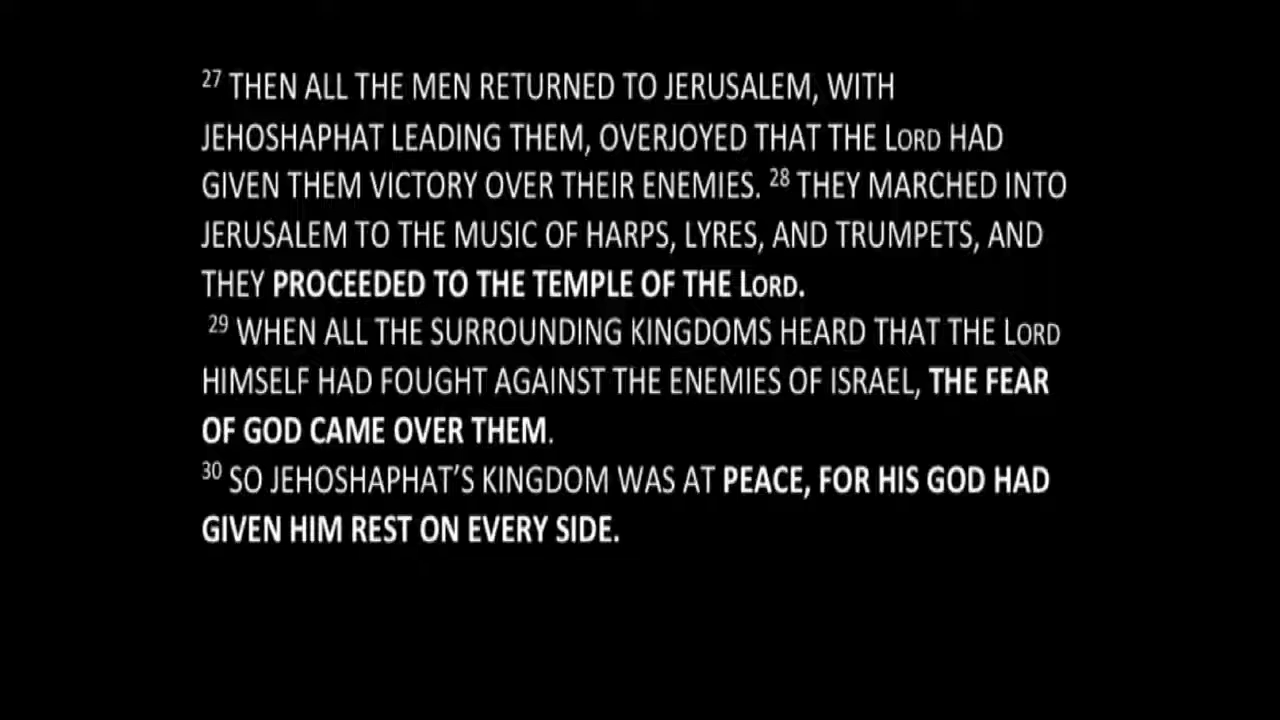 27 THEN ALL THE MEN RETURNED TO JERUSALEM, WITH
JEHOSHAPHAT LEADING THEM, OVERJOYED THAT THE LORD HAD
GIVEN THEM VICTORY OVER THEIR ENEMIES. 28 THEY MARCHED INTO
JERUSALEM TO THE MUSIC OF HARPS, LYRES, AND TRUMPETS, AND
THEY PROCEEDED TO THE TEMPLE OF THE LORD.
29 WHEN ALL THE SURROUNDING KINGDOMS HEARD THAT THE LORD
HIMSELF HAD FOUGHT AGAINST THE ENEMIES OF ISRAEL, THE FEAR
OF GOD CAME OVER THEM.
30 SO JEHOSHAPHAT’S KINGDOM WAS AT PEACE, FOR HIS GOD HAD
GIVEN HIM REST ON EVERY SIDE.